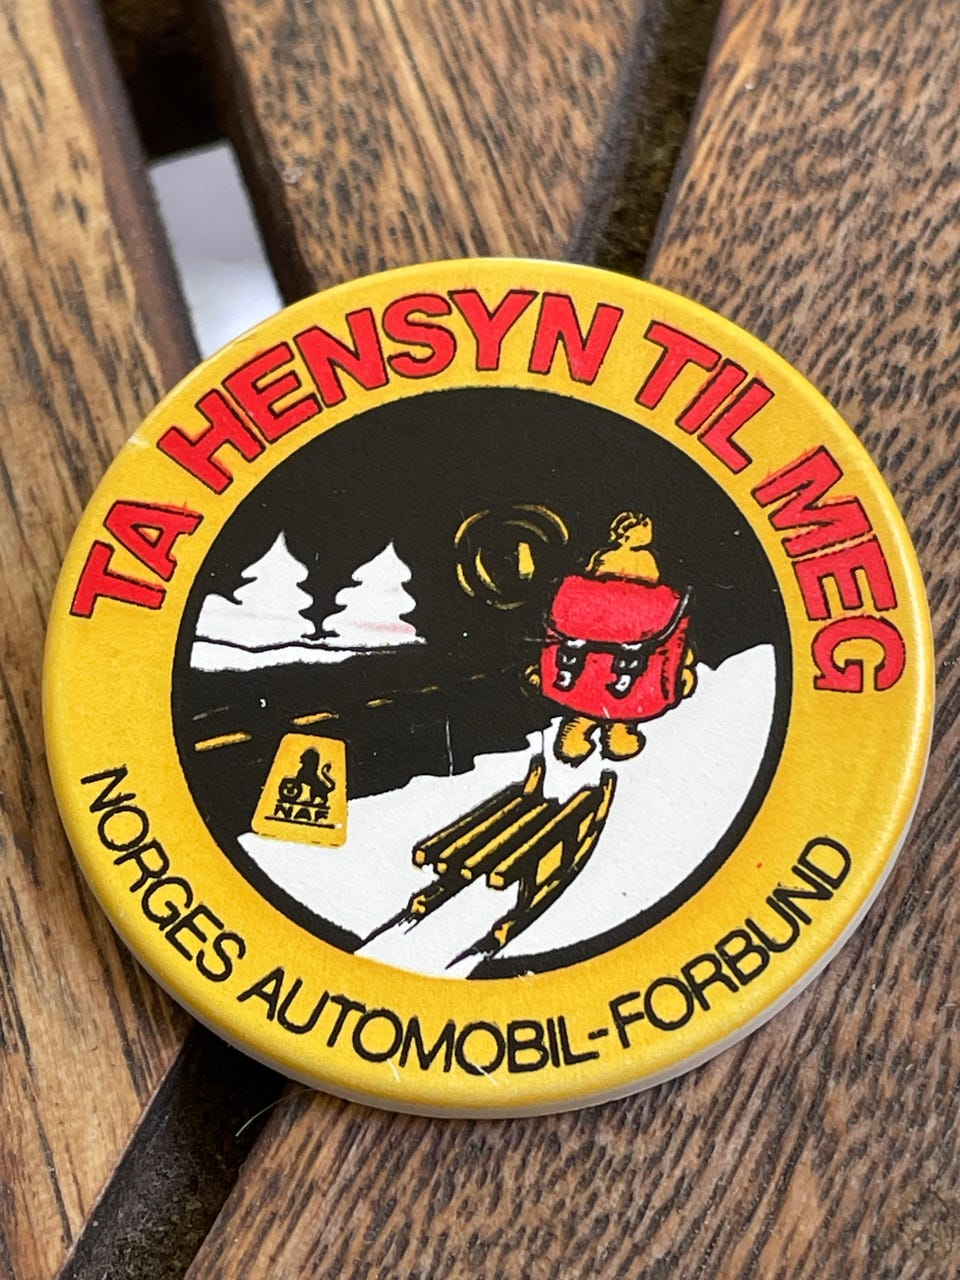 TA HENSYN TIL MEG
NAF
NORGES AUTOMOBIL-FORBUND